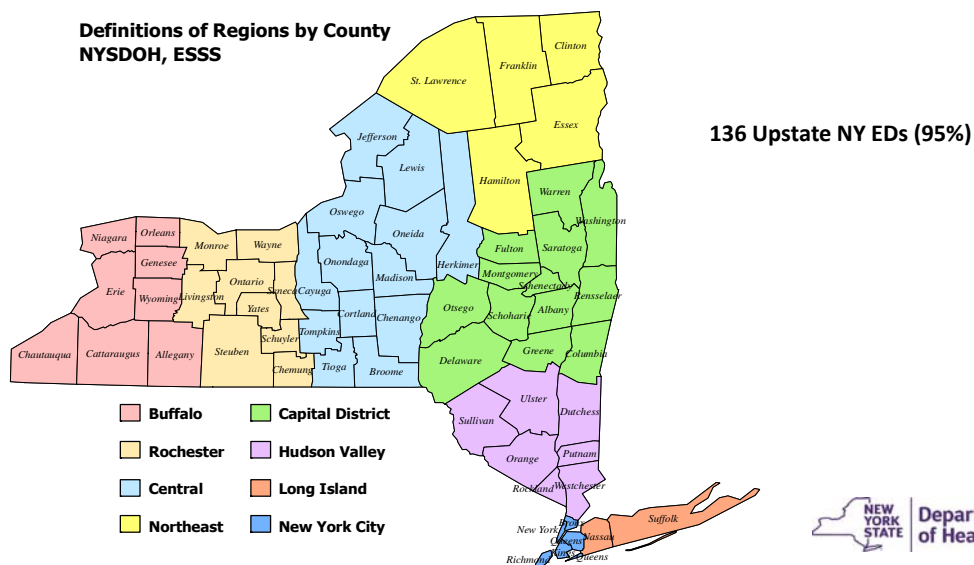 Definitions of Regions by County
NYSDOH, ESSS
136 Upstate NY EDs (95%)
Clinton
Franklin
St. Lawrence
Essex
Jefferson
Lewis
Hamilton
Warren
Washington
Oswego
Oneida
Herkimer
Fulton
Saratoga
Niagara
Orleans
Monroe
Wayne
Genesee
Onondaga
Madison
Montgomery
Schenectady
Rensselaer
Erie
Wyoming
Livingston
Ontario
Seneca
Cayuga
Yates
Cortland
Chenango
Otsego
Schoharie
Albany
Chautauqua
Cattaraugus
Allegany
Steuben
Schuyler
Chemung
Tompkins
Tioga
Broome
Delaware
Greene
Columbia
Ulster
Dutchess
Sullivan
Putnam
Orange
Rockland
Westchester
Bronx
New York
Queens
Kings
Queens
Richmond
Nassau
Suffolk
Buffalo
Capital District
Rochester
Hudson Valley
Central
Long Island
Northeast
New York City
NEW
YORK
STATE
Depar
of Hea